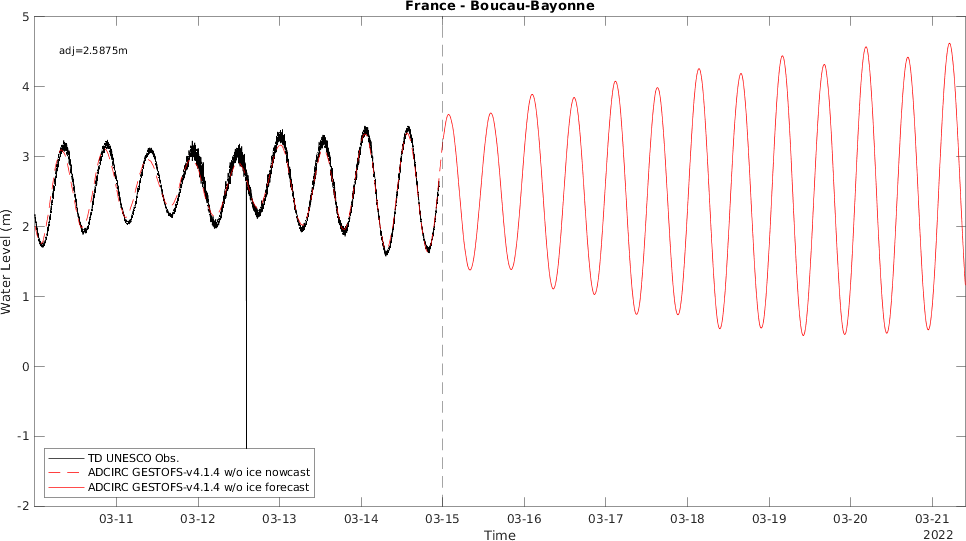 France - Boucau-Bayonne
5
adj=2.5875m
4
3
2
1
0
-1
-2
Water Level (m)
TD UNESCO Obs.
ADCIRC GESTOFS-v4.1.4 w/o ice nowcast
ADCIRC GESTOFS-v4.1.4 w/o ice forecast
03-11 03-12 03-13 03-14 03-15 03-16 03-17 03-18 03-19 03-20 03-21
Time
2022